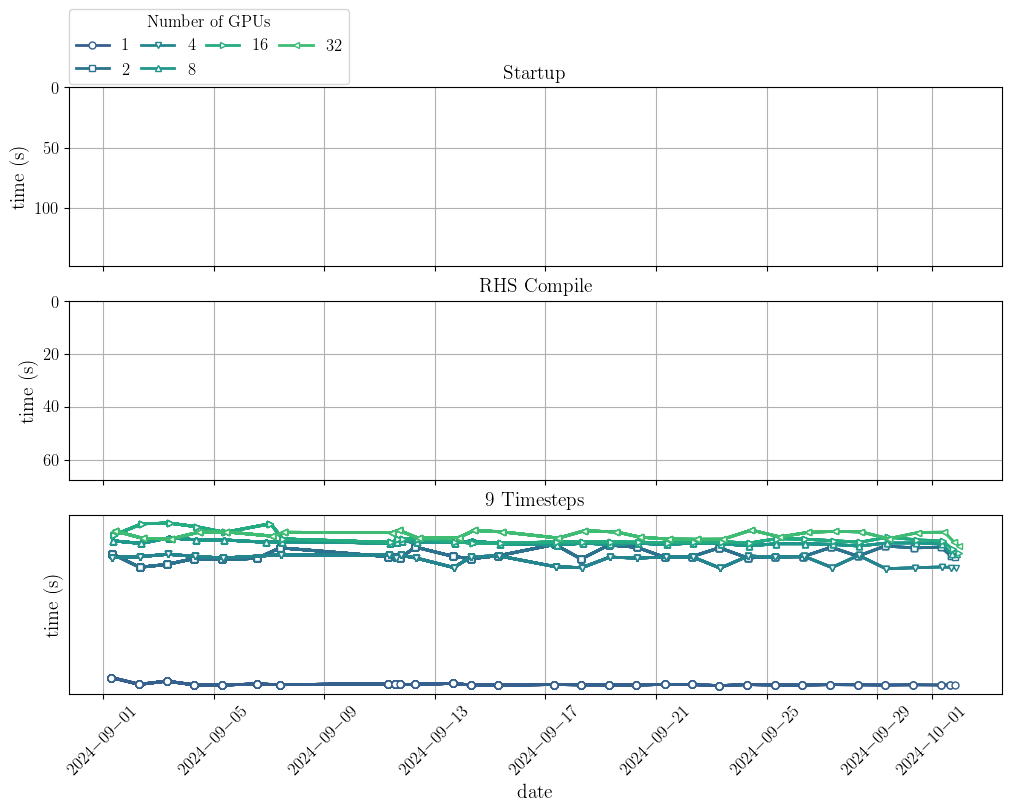 Number of GPUs
1 4 16 32
2 8
Startup
0
50
100
time (s)
RHS Compile
0
20
40
60
time (s)
9 Timesteps
time (s)
2024−09−01 2024−09−05 2024−09−09 2024−09−13 2024−09−17 2024−09−21 2024−09−25 2024−09−29 2024−10−01
date